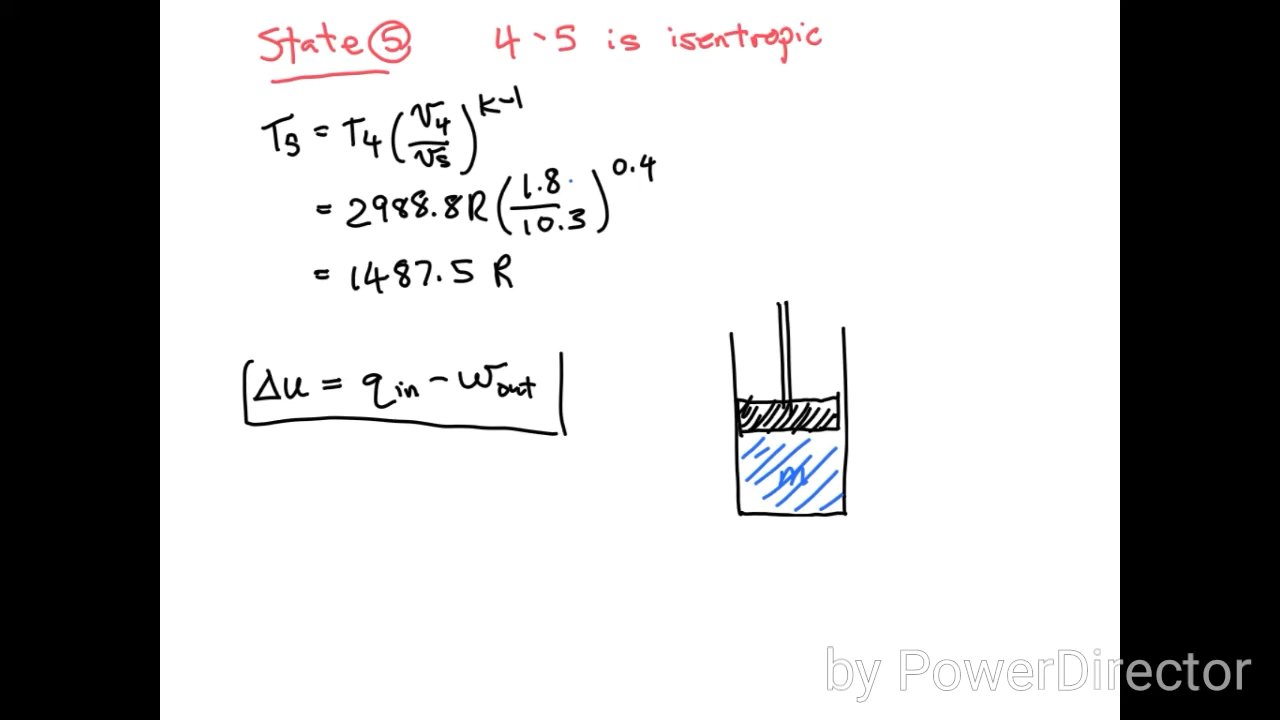 State ⑤ 4-5 is isentropic
T5 = T4 (v4/v5)^k-1
= 2988.8R (1.8/10.3)^0.4
= 1487.5 R
Δu = qin - wout
m
by PowerDirector